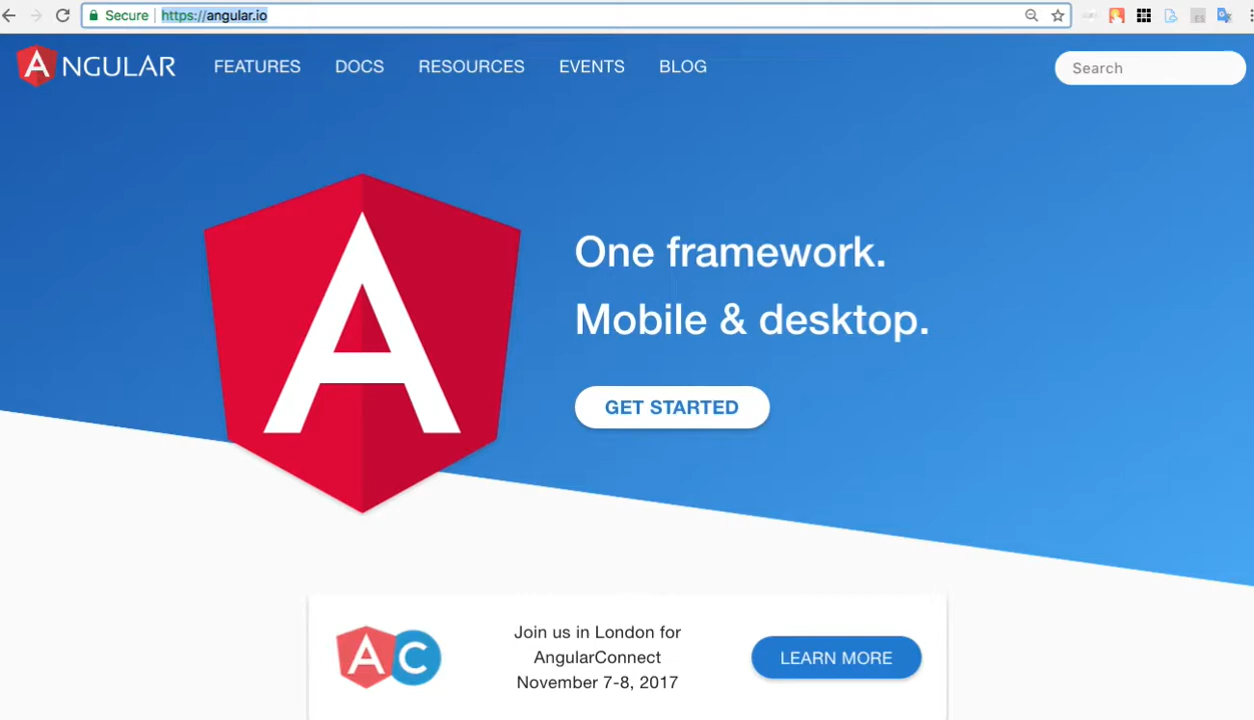 Secure https://angular.io
ANGULAR FEATURES DOCS RESOURCES EVENTS BLOG Search
A
One framework.
Mobile & desktop.
GET STARTED
AC
Join us in London for
AngularConnect
November 7-8, 2017
LEARN MORE